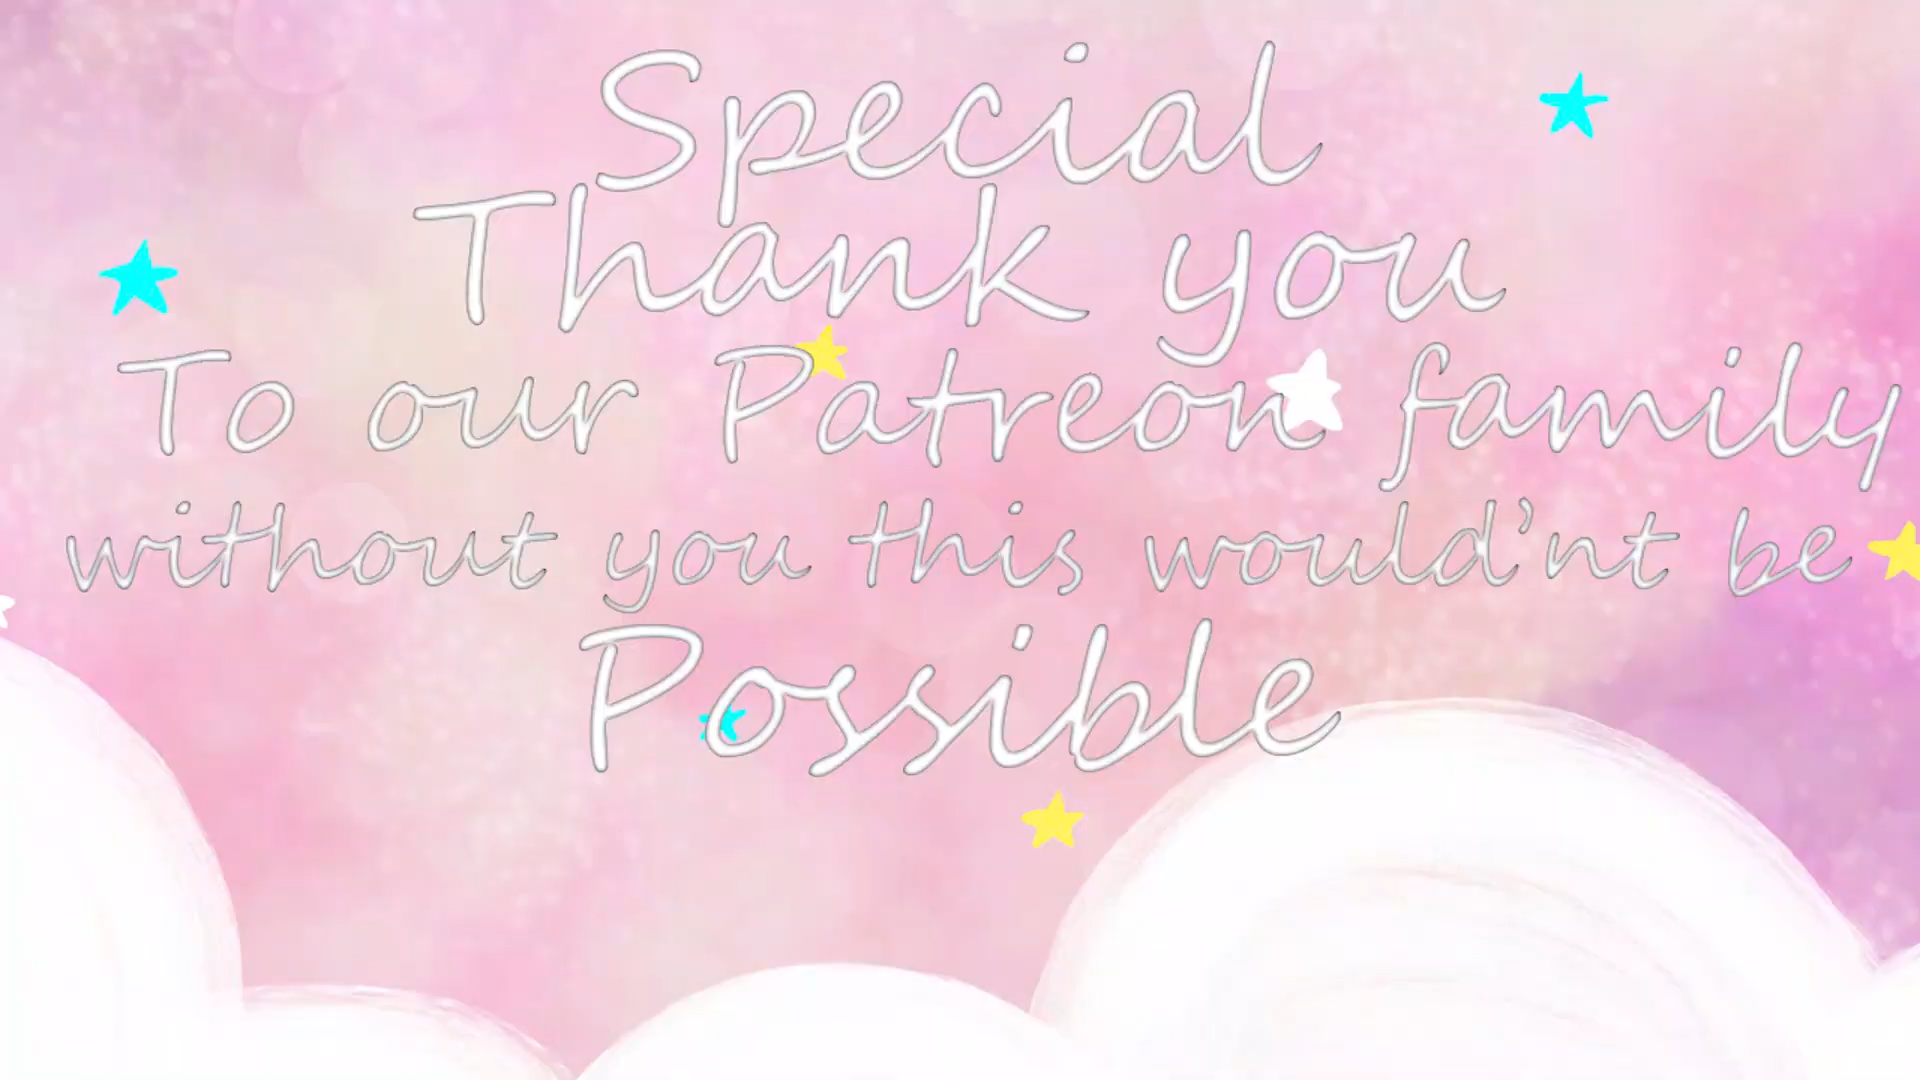 Special
Thank you
To our Patreon family
without you this would'nt be
Possible